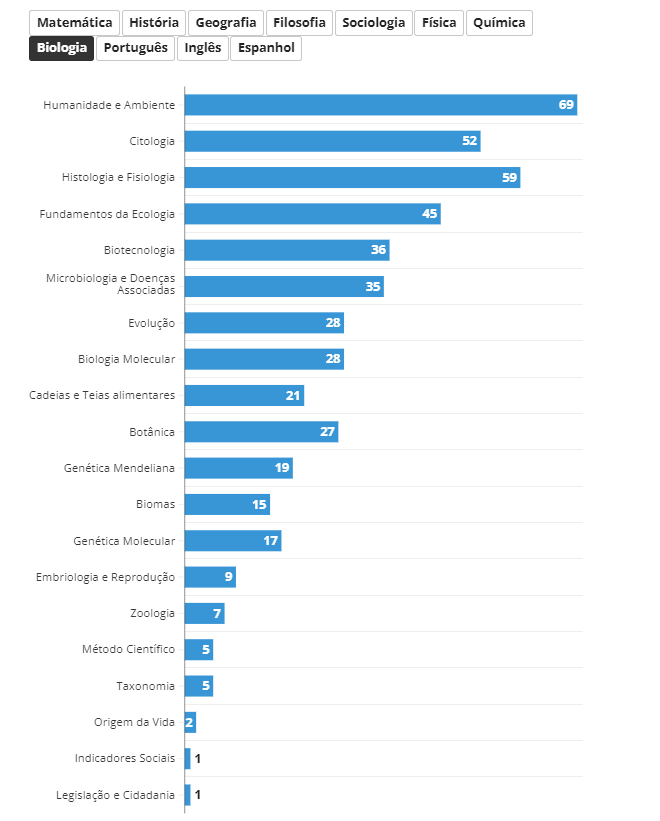 Matemática História Geografia Filosofia Sociologia Física Química
Biologia Português Inglês Espanhol
Humanidade e Ambiente 69
Citologia 52
Histologia e Fisiologia 59
Fundamentos da Ecologia 45
Biotecnologia 36
Microbiologia e Doenças
Associadas 35
Evolução 28
Biologia Molecular 28
Cadeias e Teias alimentares 21
Botânica 27
Genética Mendeliana 19
Biomas 15
Genética Molecular 17
Embriologia e Reprodução 9
Zoologia 7
Método Científico 5
Taxonomia 5
Origem da Vida 2
Indicadores Sociais 1
Legislação e Cidadania 1